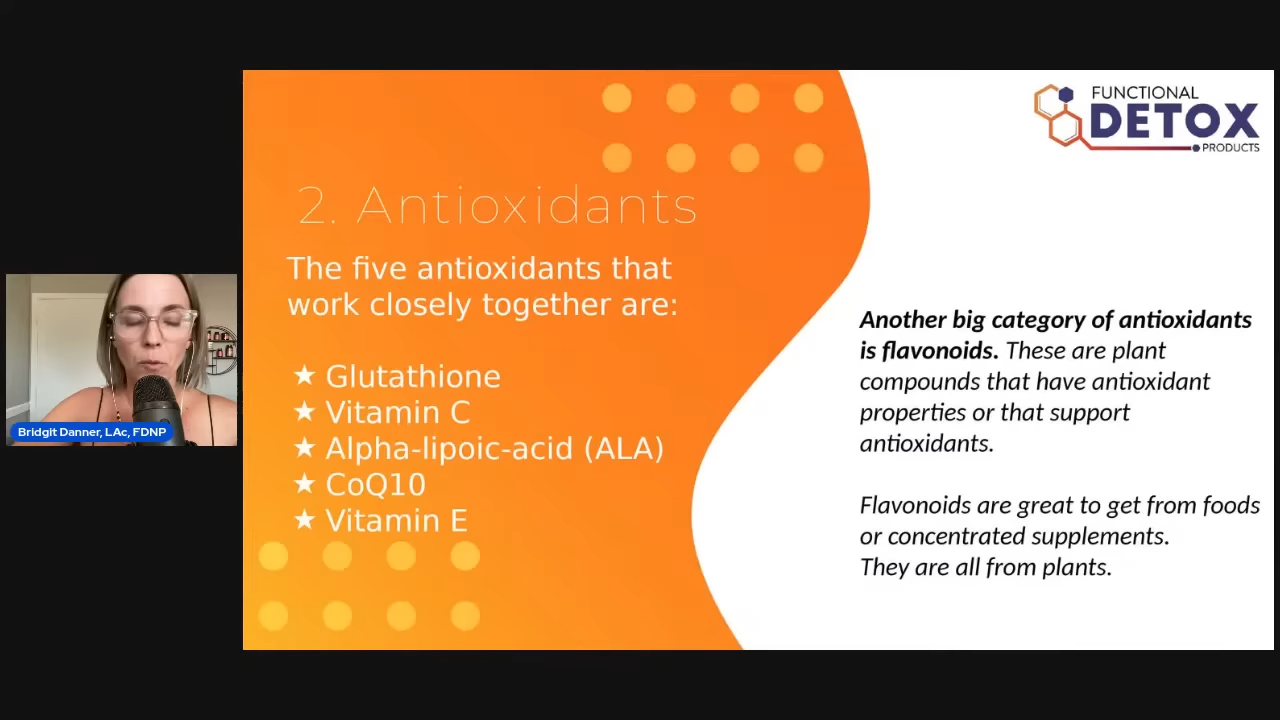 FUNCTIONAL
DETOX
PRODUCTS
2. Antioxidants
The five antioxidants that
work closely together are:
★ Glutathione
★ Vitamin C
★ Alpha-lipoic-acid (ALA)
★ CoQ10
★ Vitamin E
Another big category of antioxidants
is flavonoids. These are plant
compounds that have antioxidant
properties or that support
antioxidants.
Flavonoids are great to get from foods
or concentrated supplements.
They are all from plants.
Bridgit Danner, LAc, FDNP